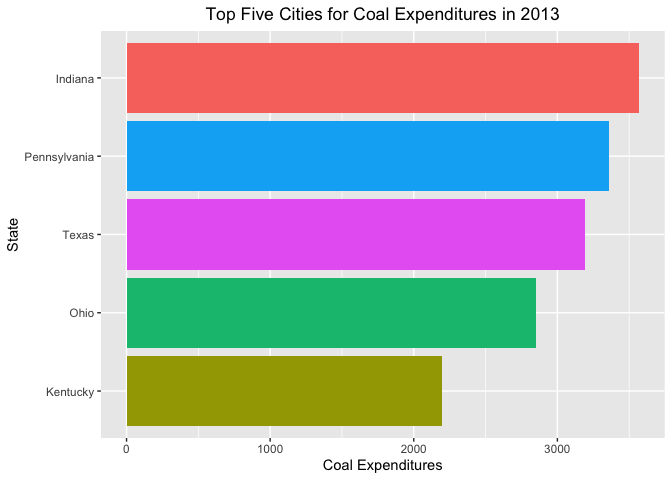 Top Five Cities for Coal Expenditures in 2013
State
Indiana
Pennsylvania
Texas
Ohio
Kentucky
0 1000 2000 3000
Coal Expenditures